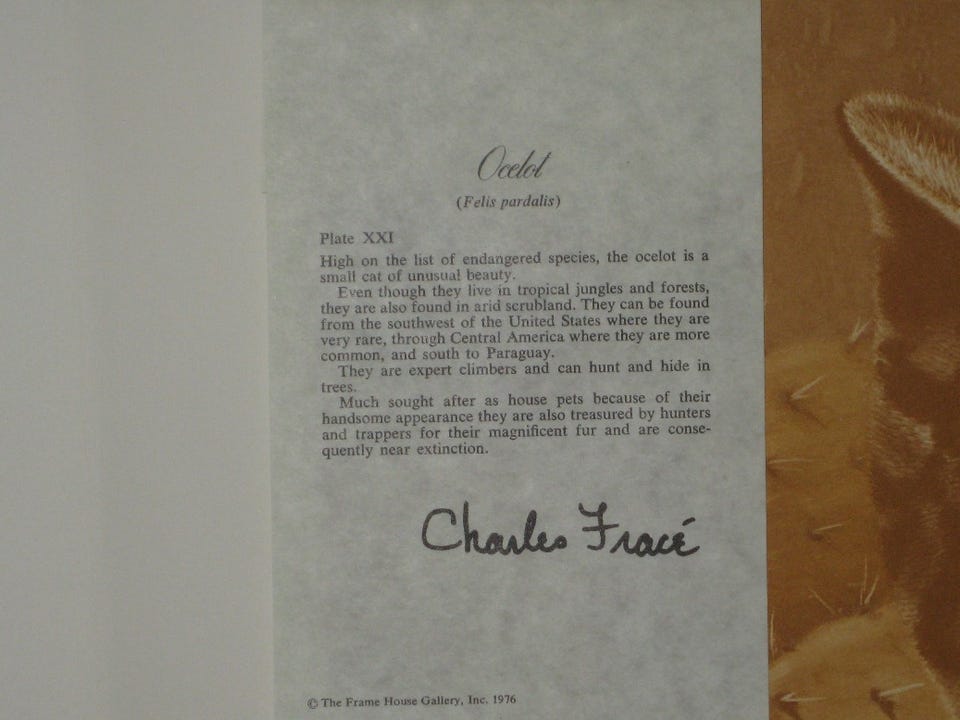 Ocelot
(Felis pardalis)
Plate XXI
High on the list of endangered species, the ocelot is a
small cat of unusual beauty.
Even though they live in tropical jungles and forests,
they are also found in arid scrubland. They can be found
from the southwest of the United States where they are
very rare, through Central America where they are more
common, and south to Paraguay.
They are expert climbers and can hunt and hide in
trees.
Much sought after as house pets because of their
handsome appearance they are also treasured by hunters
and trappers for their magnificent fur and are conse-
quently near extinction.
Charles Fracé
© The Frame House Gallery, Inc. 1976